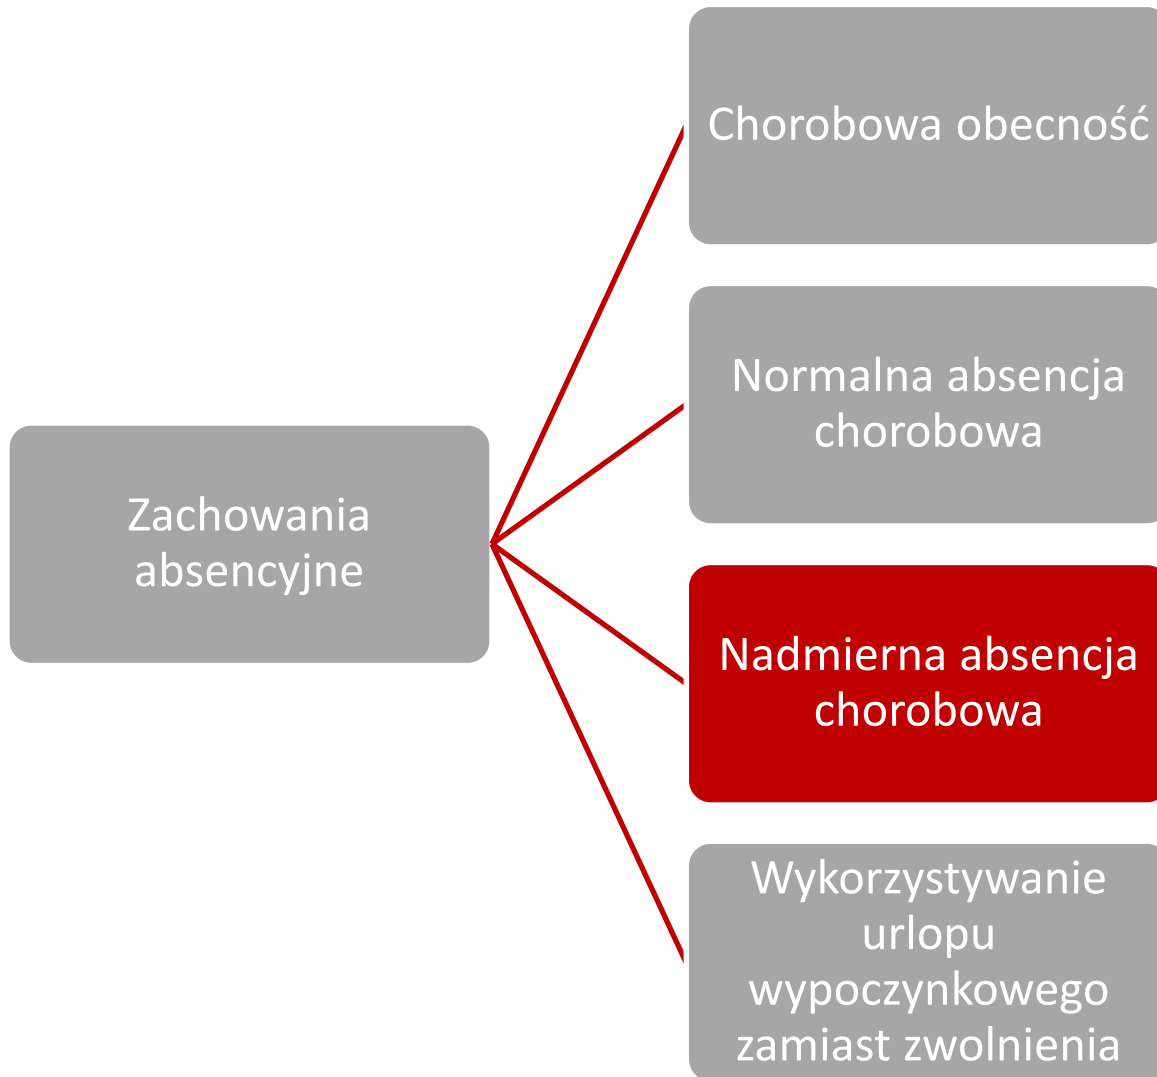 Chorobowa obecność
Normalna absencja
chorobowa
Zachowania
absencyjne
Nadmierna absencja
chorobowa
Wykorzystywanie
urlopu
wypoczynkowego
zamiast zwolnienia